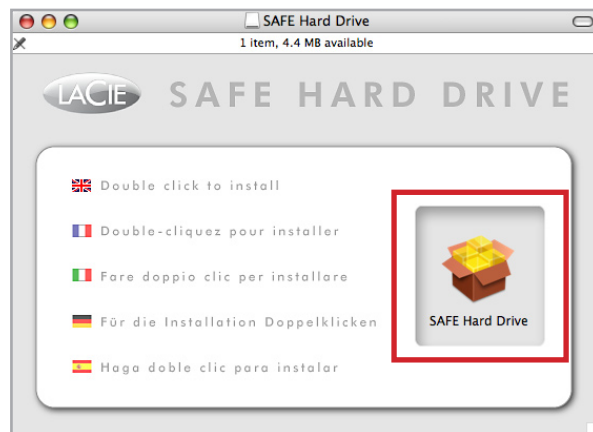 SAFE Hard Drive
1 item, 4.4 MB available
LACIE SAFE HARD DRIVE
Double click to install
Double-cliquez pour installer
Fare doppio clic per installare
Für die Installation Doppelklicken
Haga doble clic para instalar
SAFE Hard Drive